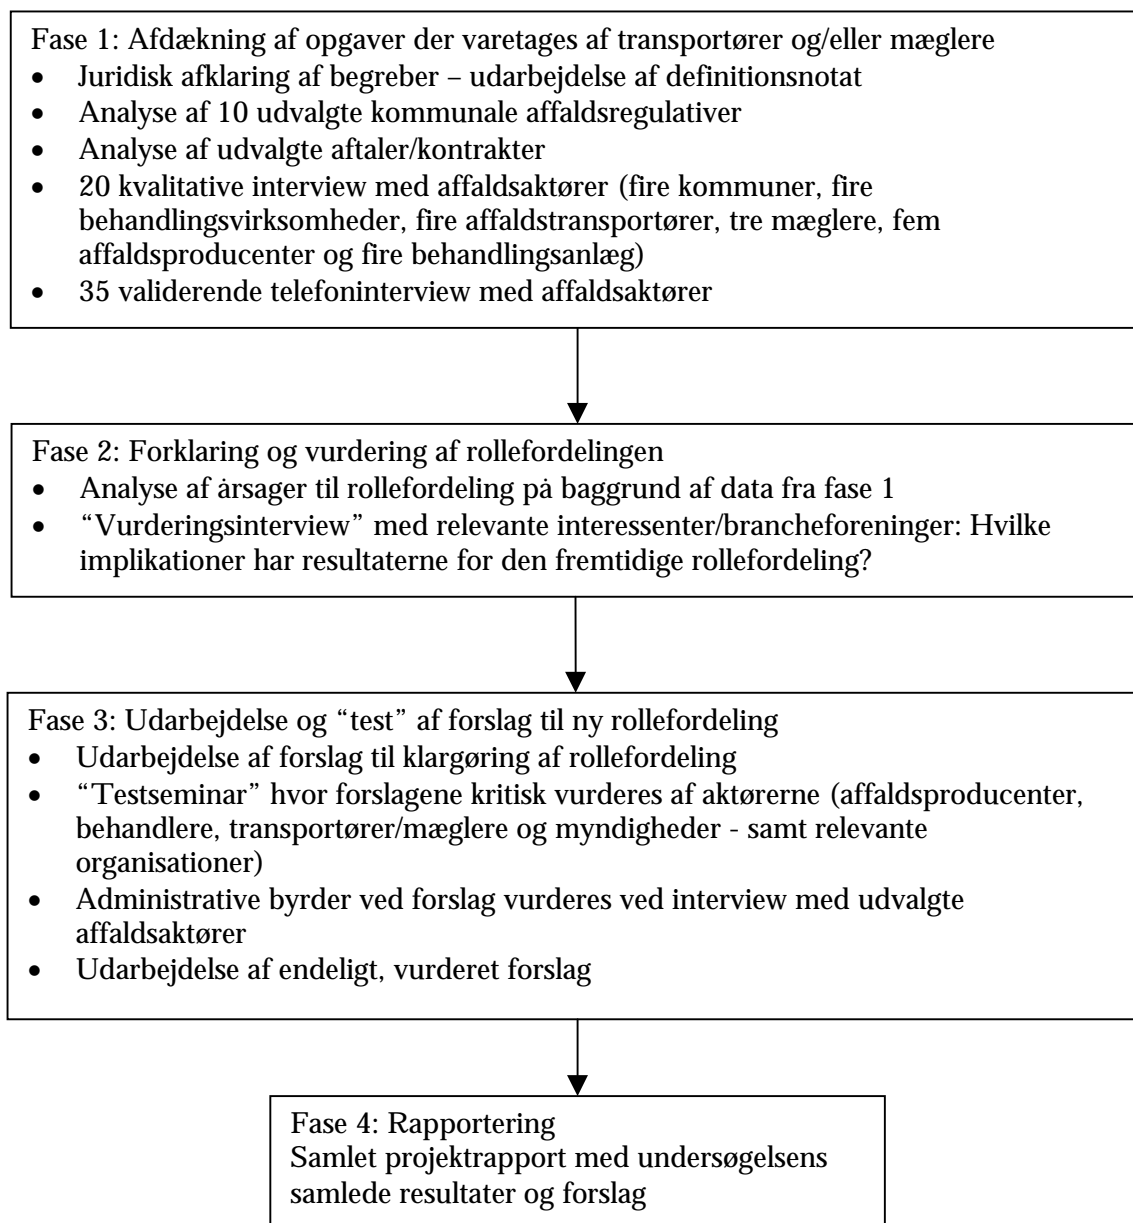 Fase 1: Afdækning af opgaver der varetages af transportører og/eller mæglere
• Juridisk afklaring af begreber – udarbejdelse af definitionsnotat
• Analyse af 10 udvalgte kommunale affaldsregulativer
• Analyse af udvalgte aftaler/kontrakter
• 20 kvalitative interview med affaldsaktører (fire kommuner, fire
behandlingsvirksomheder, fire affaldstransportører, tre mæglere, fem
affaldsproducenter og fire behandlingsanlæg)
• 35 validerende telefoninterview med affaldsaktører
Fase 2: Forklaring og vurdering af rollefordelingen
• Analyse af årsager til rollefordeling på baggrund af data fra fase 1
• “Vurderingsinterview” med relevante interessenter/brancheforeninger: Hvilke
implikationer har resultaterne for den fremtidige rollefordeling?
Fase 3: Udarbejdelse og “test” af forslag til ny rollefordeling
• Udarbejdelse af forslag til klargøring af rollefordeling
• “Testseminar” hvor forslagene kritisk vurderes af aktørerne (affaldsproducenter,
behandlere, transportører/mæglere og myndigheder - samt relevante
organisationer)
• Administrative byrder ved forslag vurderes ved interview med udvalgte
affaldsaktører
• Udarbejdelse af endeligt, vurderet forslag
Fase 4: Rapportering
Samlet projektrapport med undersøgelsens
samlede resultater og forslag